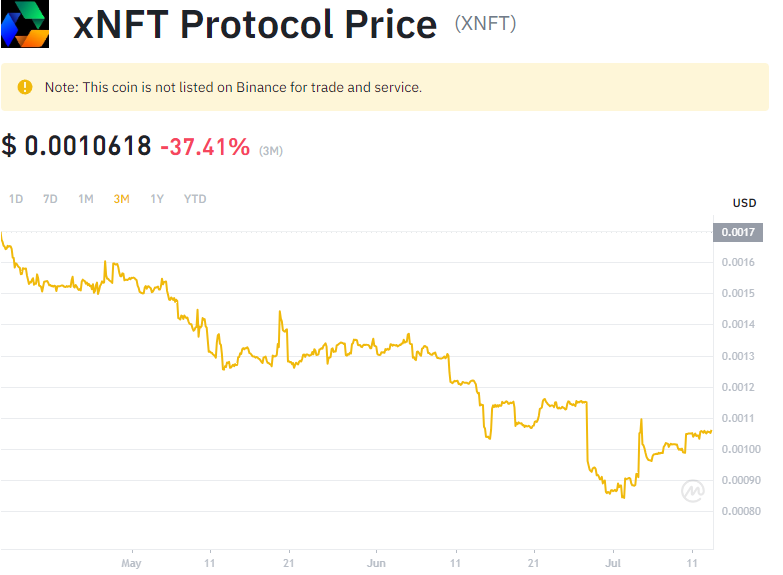 xNFT Protocol Price (XNFT)
Note: This coin is not listed on Binance for trade and service.
$ 0.0010618 -37.41% (3M)
1D 7D 1M 3M 1Y YTD
USD
0.0017
0.0016
0.0015
0.0014
0.0013
0.0012
0.0011
0.00100
0.00090
0.00080
May 11 21 Jun 11 21 Jul 11